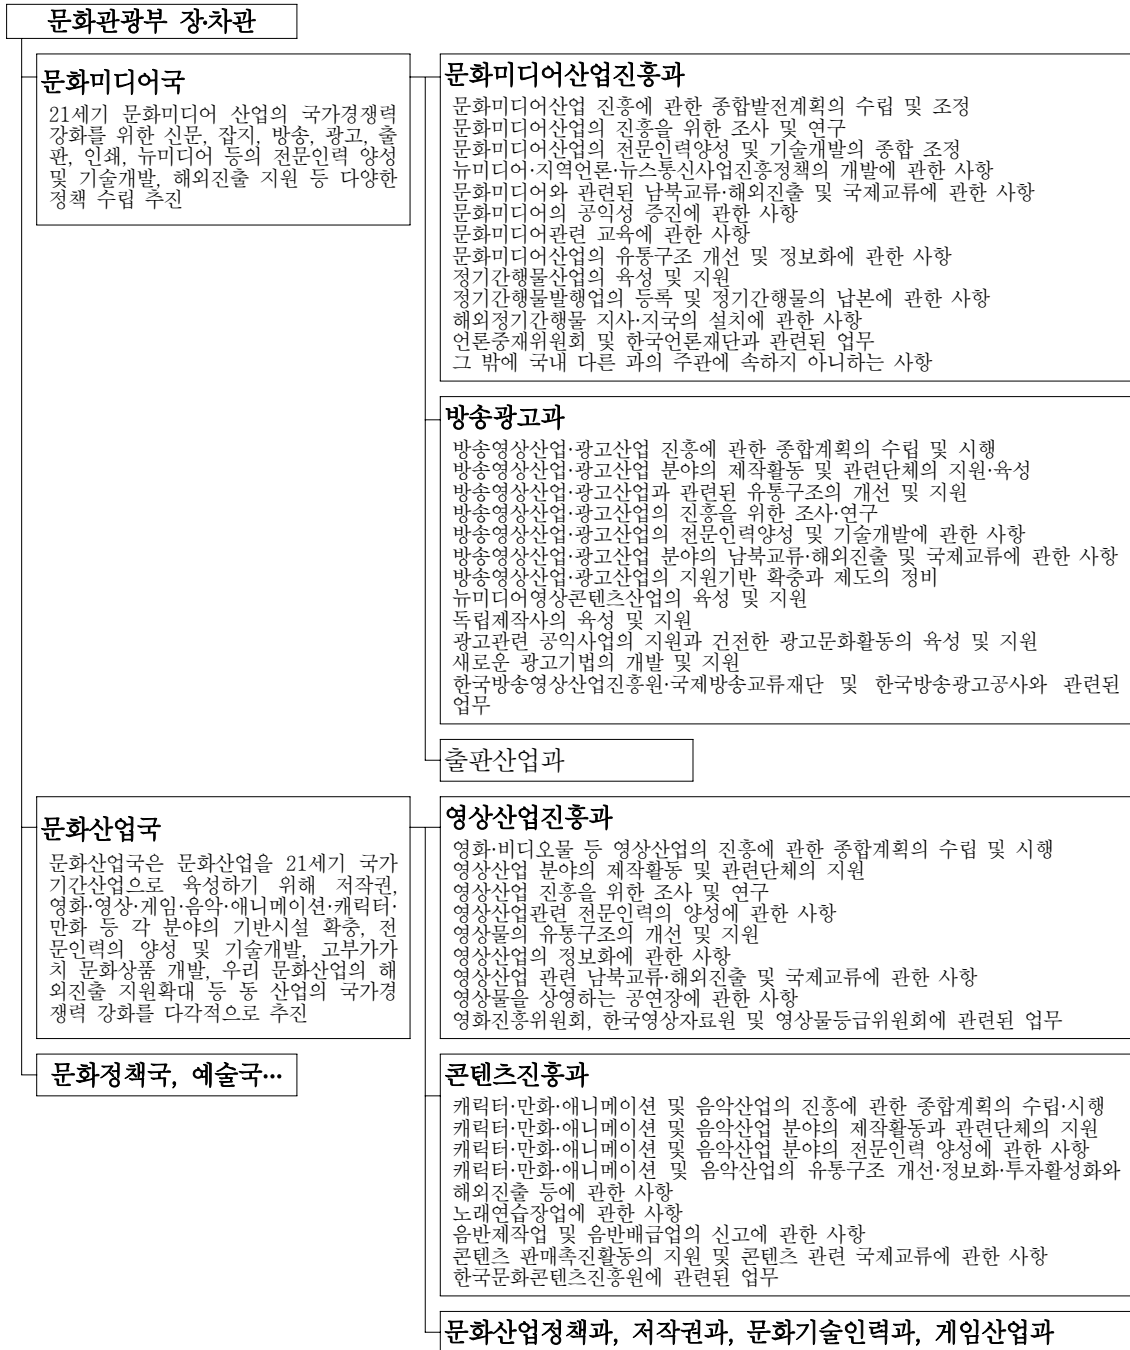 문화관광부 장·차관
문화미디어국
21세기 문화미디어 산업의 국가경쟁력
강화를 위한 신문, 잡지, 방송, 광고, 출
판, 인쇄, 뉴미디어 등의 전문인력 양성
및 기술개발, 해외진출 지원 등 다양한
정책 수립 추진
문화미디어산업진흥과
문화미디어산업 진흥에 관한 종합발전계획의 수립 및 조정
문화미디어산업의 진흥을 위한 조사 및 연구
문화미디어산업의 전문인력양성 및 기술개발의 종합 조정
뉴미디어·지역언론·뉴스통신사업진흥정책의 개발에 관한 사항
문화미디어와 관련된 남북교류·해외진출 및 국제교류에 관한 사항
문화미디어의 공익성 증진에 관한 사항
문화미디어관련 교육에 관한 사항
문화미디어산업의 유통구조 개선 및 정보화에 관한 사항
정기간행물산업의 육성 및 지원
정기간행물발행업의 등록 및 정기간행물의 납본에 관한 사항
해외정기간행물 지사·지국의 설치에 관한 사항
언론중재위원회 및 한국언론재단과 관련된 업무
그 밖에 국내 다른 과의 주관에 속하지 아니하는 사항
방송광고과
방송영상산업·광고산업 진흥에 관한 종합계획의 수립 및 시행
방송영상산업·광고산업 분야의 제작활동 및 관련단체의 지원·육성
방송영상산업·광고산업과 관련된 유통구조의 개선 및 지원
방송영상산업·광고산업의 진흥을 위한 조사·연구
방송영상산업·광고산업의 전문인력양성 및 기술개발에 관한 사항
방송영상산업·광고산업 분야의 남북교류·해외진출 및 국제교류에 관한 사항
방송영상산업·광고산업의 지원기반 확충과 제도의 정비
뉴미디어영상콘텐츠산업의 육성 및 지원
독립제작사의 육성 및 지원
광고관련 공익사업의 지원과 건전한 광고문화활동의 육성 및 지원
새로운 광고기법의 개발 및 지원
한국방송영상산업진흥원·국제방송교류재단 및 한국방송광고공사와 관련된
업무
출판산업과
문화산업국
문화산업국은 문화산업을 21세기 국가
기간산업으로 육성하기 위해 저작권,
영화·영상·게임·음악·애니메이션·캐릭터·
만화 등 각 분야의 기반시설 확충, 전
문인력의 양성 및 기술개발, 고부가가
치 문화상품 개발, 우리 문화산업의 해
외진출 지원확대 등 동 산업의 국가경
쟁력 강화를 다각적으로 추진
영상산업진흥과
영화·비디오물 등 영상산업의 진흥에 관한 종합계획의 수립 및 시행
영상산업 분야의 제작활동 및 관련단체의 지원
영상산업 진흥을 위한 조사 및 연구
영상산업관련 전문인력의 양성에 관한 사항
영상물의 유통구조의 개선 및 지원
영상산업의 정보화에 관한 사항
영상산업 관련 남북교류·해외진출 및 국제교류에 관한 사항
영상물을 상영하는 공연장에 관한 사항
영화진흥위원회, 한국영상자료원 및 영상물등급위원회에 관련된 업무
문화정책국, 예술국…
콘텐츠진흥과
캐릭터·만화·애니메이션 및 음악산업의 진흥에 관한 종합계획의 수립·시행
캐릭터·만화·애니메이션 및 음악산업 분야의 제작활동과 관련단체의 지원
캐릭터·만화·애니메이션 및 음악산업 분야의 전문인력 양성에 관한 사항
캐릭터·만화·애니메이션 및 음악산업의 유통구조 개선·정보화·투자활성화와
해외진출 등에 관한 사항
노래연습장업에 관한 사항
음반제작업 및 음반배급업의 신고에 관한 사항
콘텐츠 판매촉진활동의 지원 및 콘텐츠 관련 국제교류에 관한 사항
한국문화콘텐츠진흥원에 관련된 업무
문화산업정책과, 저작권과, 문화기술인력과, 게임산업과